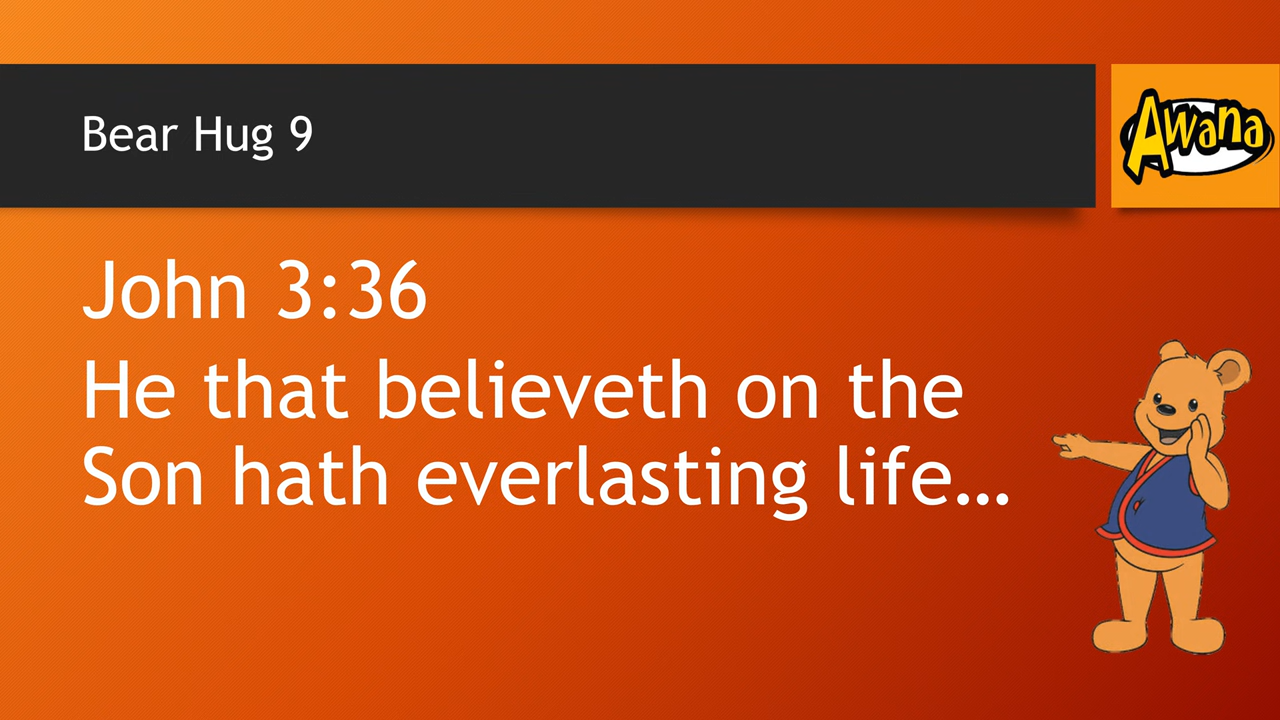 Bear Hug 9
Awana
John 3:36
He that believeth on the
Son hath everlasting life…